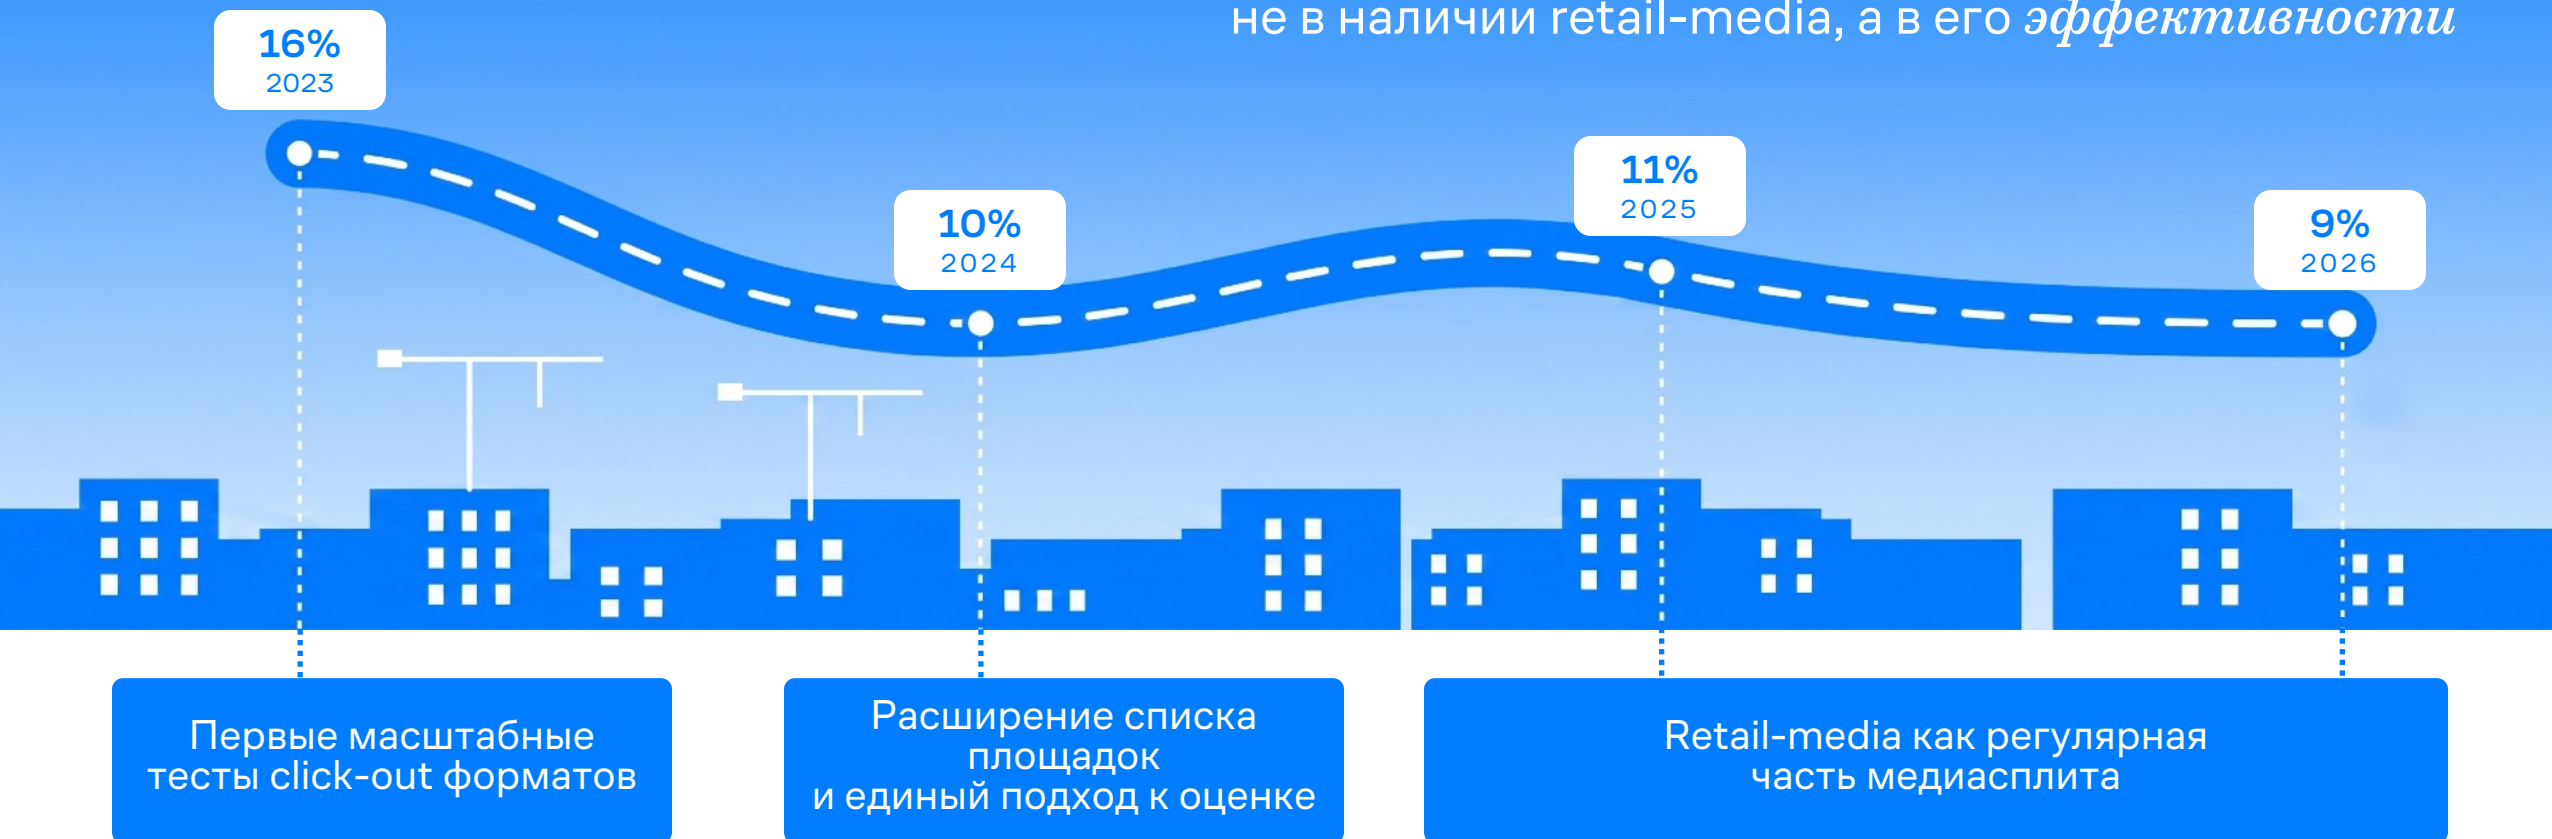 не в наличии retail-media, а в его эффективности
16%
2023
10%
2024
11%
2025
9%
2026
Первые масштабные
тесты click-out форматов
Расширение списка
площадок
и единый подход к оценке
Retail-media как регулярная
часть медиасплита